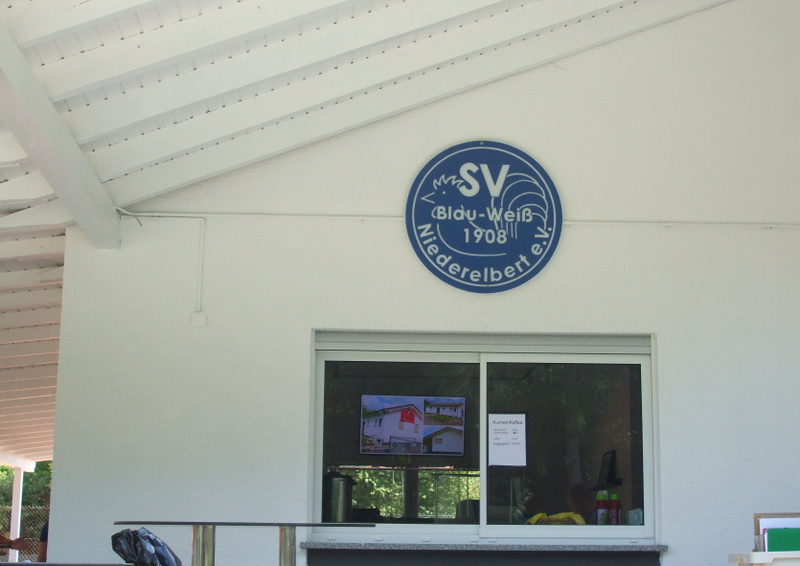 SV
Blau-Weiß
1908
Niederelbert e.V.